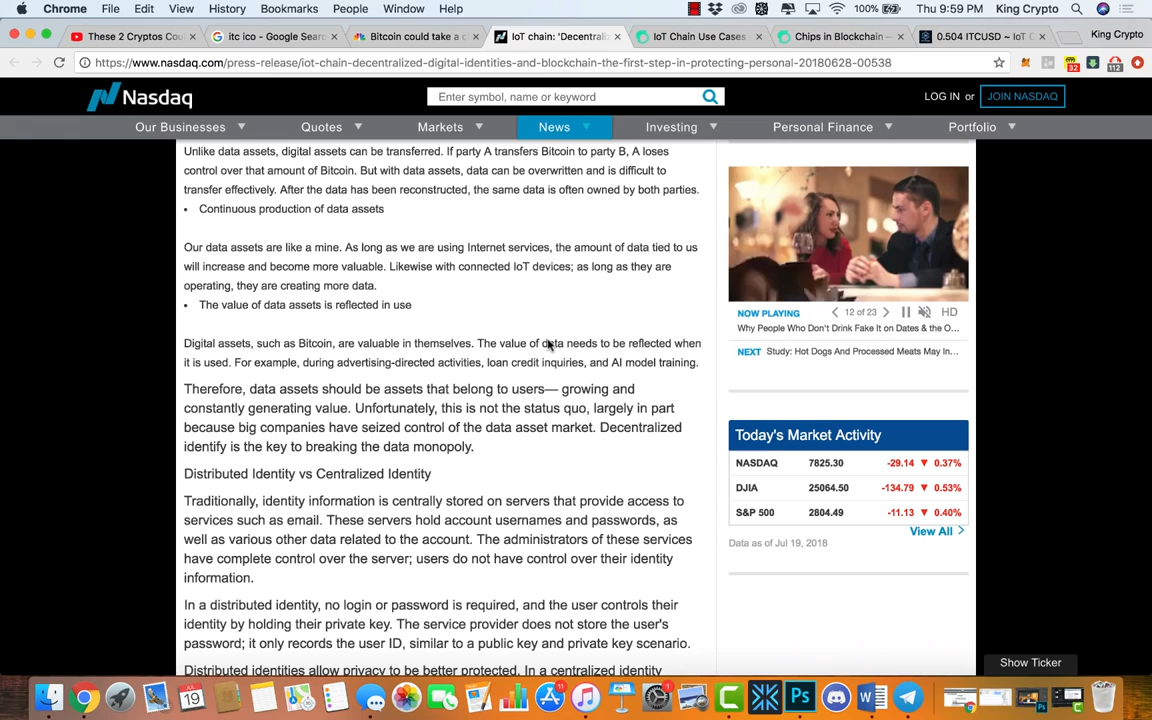 Chrome File Edit View History Bookmarks People Window Help 100% Thu 9:59 PM King Crypto
These 2 Cryptos Cou
itc ico - Google Searc
Bitcoin could take a c
IoT chain: 'Decentraliz
IoT Chain Use Cases -
Chips in Blockchain —
0.504 ITCUSD ~ IoT C
King Crypto
https://www.nasdaq.com/press-release/iot-chain-decentralized-digital-identities-and-blockchain-the-first-step-in-protecting-personal-20180628-00538
32
112
Nasdaq
Enter symbol, name or keyword
LOG IN or JOIN NASDAQ
Our Businesses Quotes Markets News Investing Personal Finance Portfolio
Unlike data assets, digital assets can be transferred. If party A transfers Bitcoin to party B, A loses
control over that amount of Bitcoin. But with data assets, data can be overwritten and is difficult to
transfer effectively. After the data has been reconstructed, the same data is often owned by both parties.
• Continuous production of data assets
Our data assets are like a mine. As long as we are using Internet services, the amount of data tied to us
will increase and become more valuable. Likewise with connected IoT devices; as long as they are
operating, they are creating more data.
• The value of data assets is reflected in use
Digital assets, such as Bitcoin, are valuable in themselves. The value of data needs to be reflected when
it is used. For example, during advertising-directed activities, loan credit inquiries, and AI model training.
Therefore, data assets should be assets that belong to users— growing and
constantly generating value. Unfortunately, this is not the status quo, largely in part
because big companies have seized control of the data asset market. Decentralized
identify is the key to breaking the data monopoly.
Distributed Identity vs Centralized Identity
Traditionally, identity information is centrally stored on servers that provide access to
services such as email. These servers hold account usernames and passwords, as
well as various other data related to the account. The administrators of these services
have complete control over the server; users do not have control over their identity
information.
In a distributed identity, no login or password is required, and the user controls their
identity by holding their private key. The service provider does not store the user's
password; it only records the user ID, similar to a public key and private key scenario.
Distributed identities allow privacy to be better protected. In a centralized identity
NOW PLAYING 12 of 23 HD
Why People Who Don't Drink Fake It on Dates & the O...
NEXT Study: Hot Dogs And Processed Meats May In...
Today's Market Activity
NASDAQ 7825.30 -29.14 ▼ 0.37%
DJIA 25064.50 -134.79 ▼ 0.53%
S&P 500 2804.49 -11.13 ▼ 0.40%
View All >
Data as of Jul 19, 2018
Show Ticker
19
Ps
W